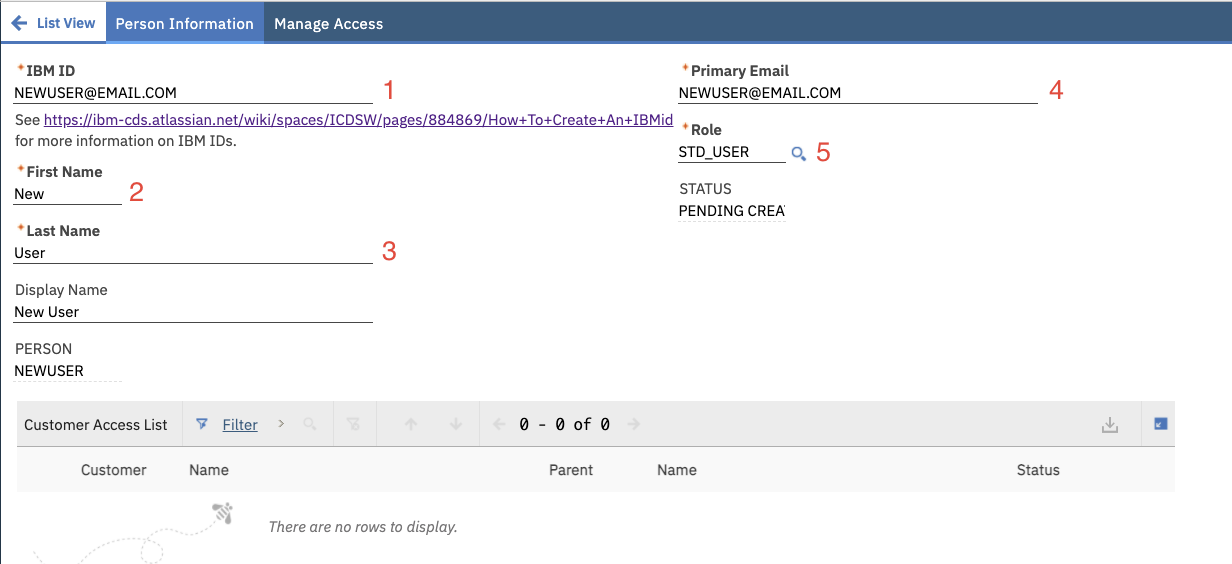 List View Person Information Manage Access
*IBM ID
NEWUSER@EMAIL.COM 1
See https://ibm-cds.atlassian.net/wiki/spaces/ICDSW/pages/884869/How+To+Create+An+IBMid
for more information on IBM IDs.
*First Name
New 2
*Last Name
User 3
Display Name
New User
PERSON
NEWUSER
*Primary Email
NEWUSER@EMAIL.COM 4
*Role
STD_USER 5
STATUS
PENDING CREA
Customer Access List Filter > 0 - 0 of 0
Customer Name Parent Name Status
There are no rows to display.